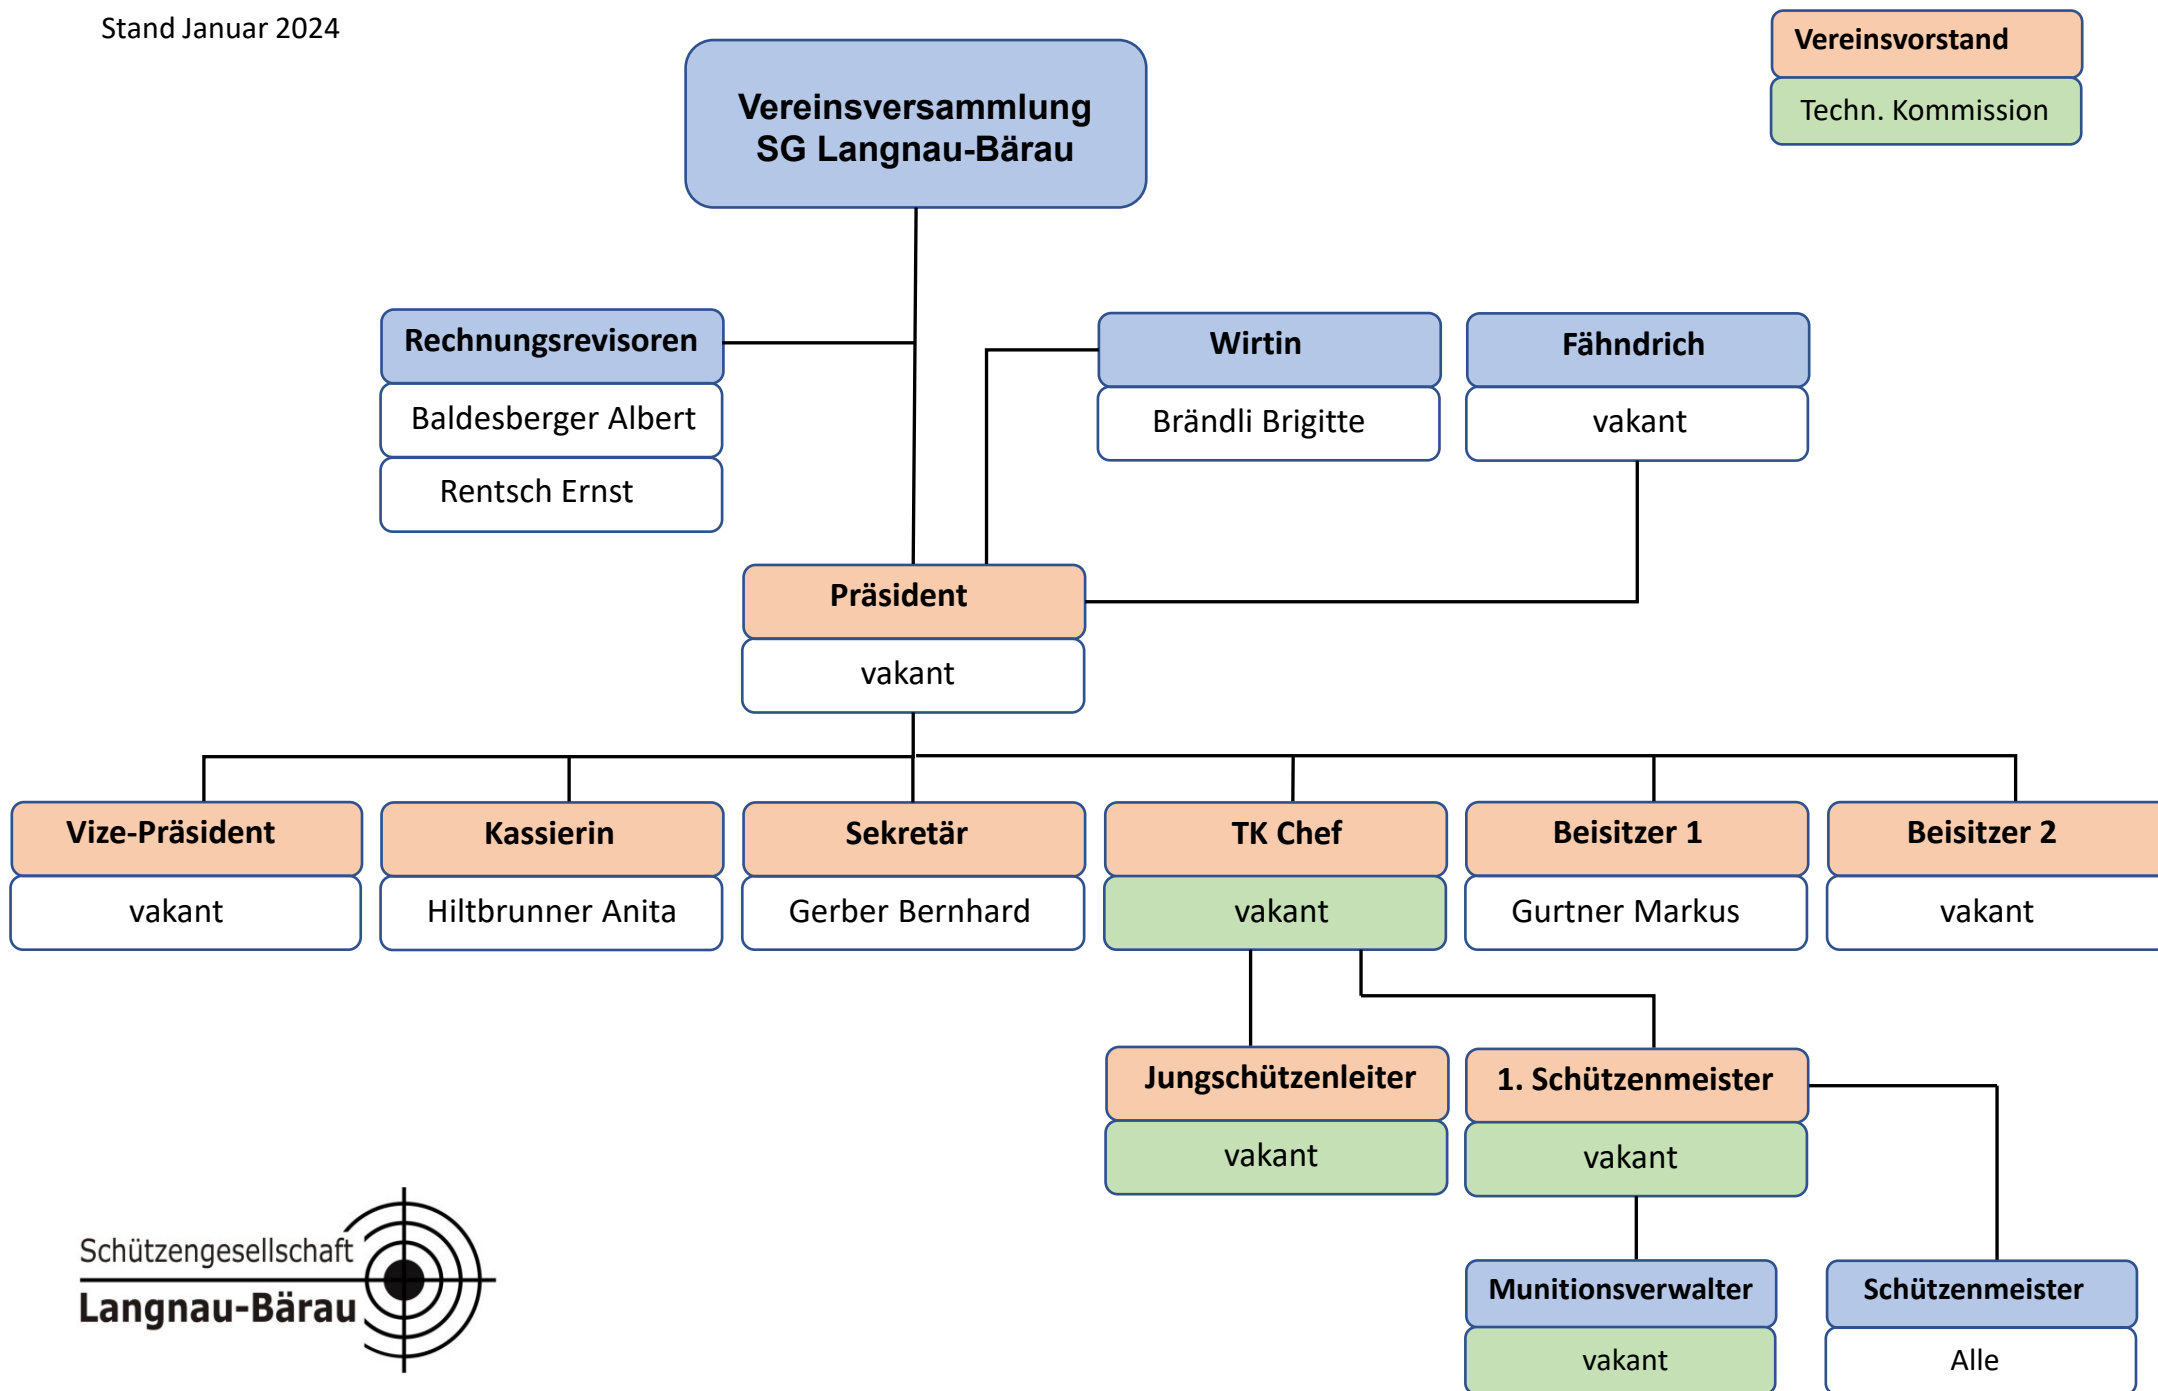 Stand Januar 2024
Vereinsvorstand
Techn. Kommission
Vereinsversammlung
SG Langnau-Bärau
Rechnungsrevisoren
Baldesberger Albert
Rentsch Ernst
Wirtin
Brändli Brigitte
Fähndrich
vakant
Präsident
vakant
Vize-Präsident
vakant
Kassierin
Hiltbrunner Anita
Sekretär
Gerber Bernhard
TK Chef
vakant
Beisitzer 1
Gurtner Markus
Beisitzer 2
vakant
Jungschützenleiter
vakant
1. Schützenmeister
vakant
Munitionsverwalter
vakant
Schützenmeister
Alle
Schützengesellschaft
Langnau-Bärau